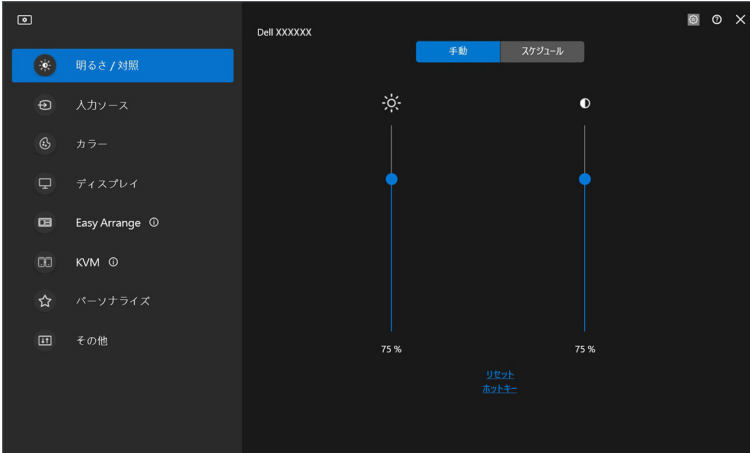 Dell XXXXXX
手動
スケジュール
明るさ / 対照
入力ソース
カラー
ディスプレイ
Easy Arrange
KVM
パーソナライズ
その他
75 %
75 %
リセット
ホットキー